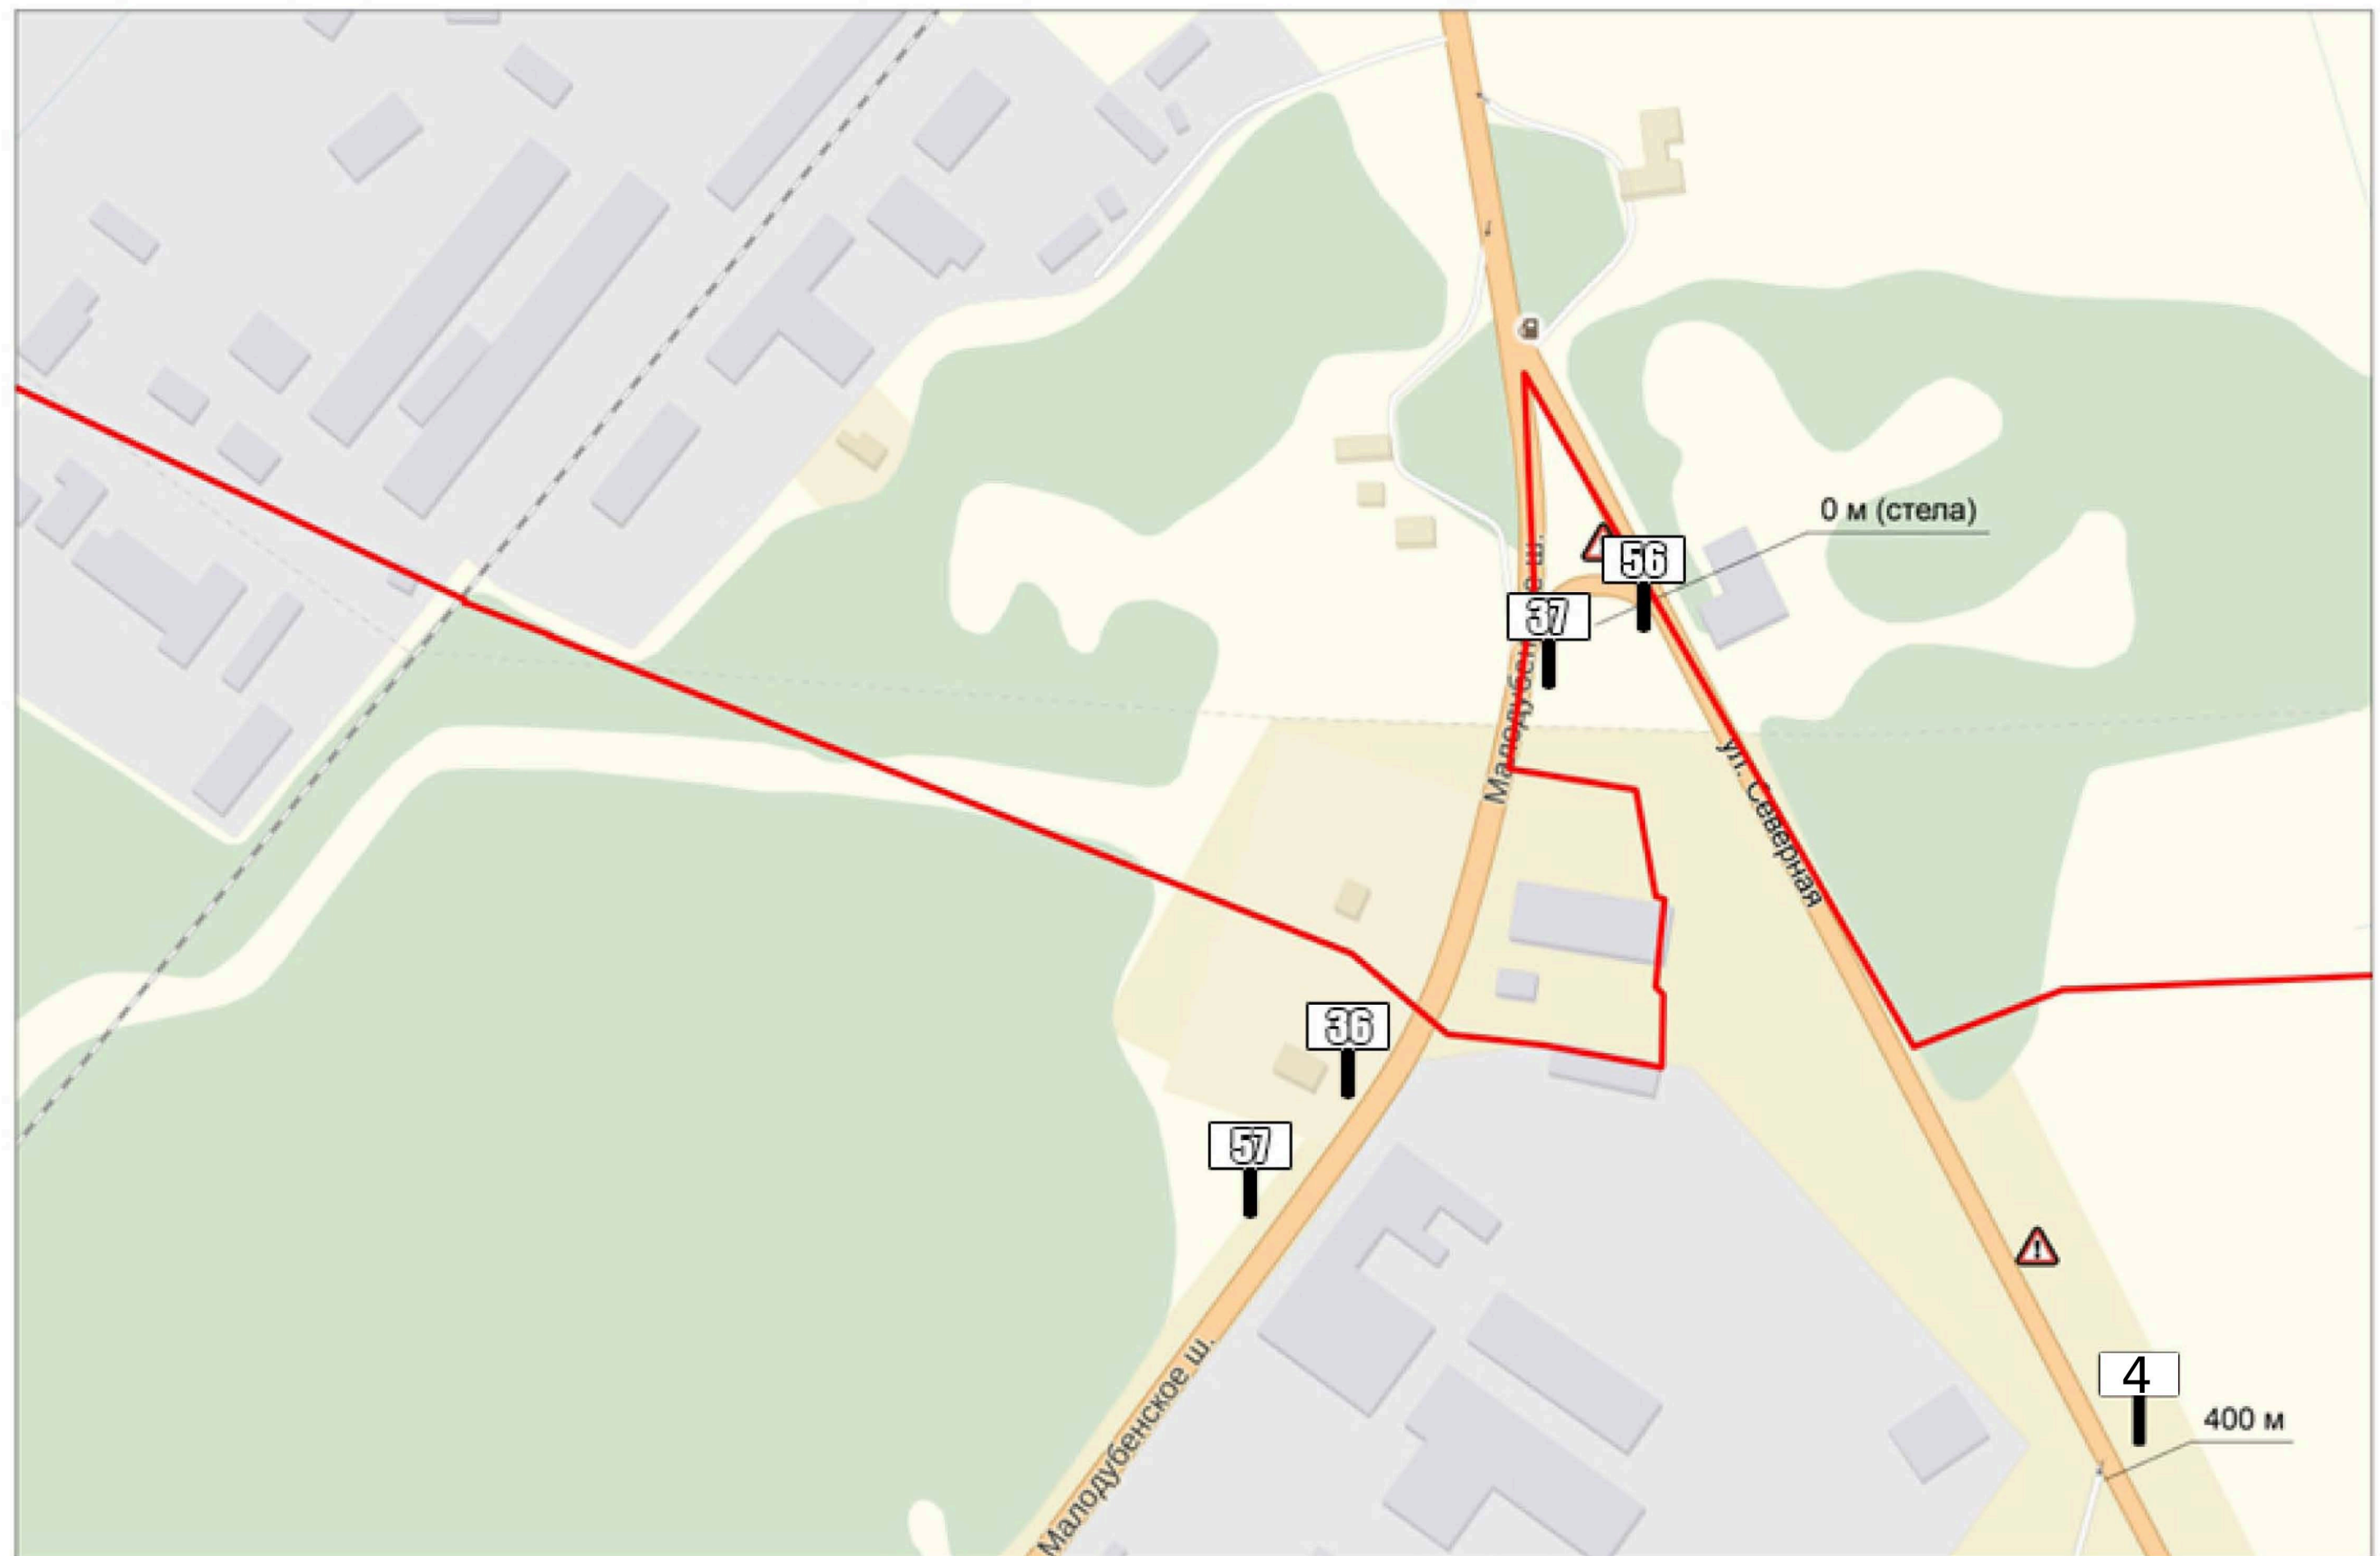 0 м (стела)
56
37
Малодубенское ш.
ул. Северная
36
57
4
400 м
Малодубенское ш.